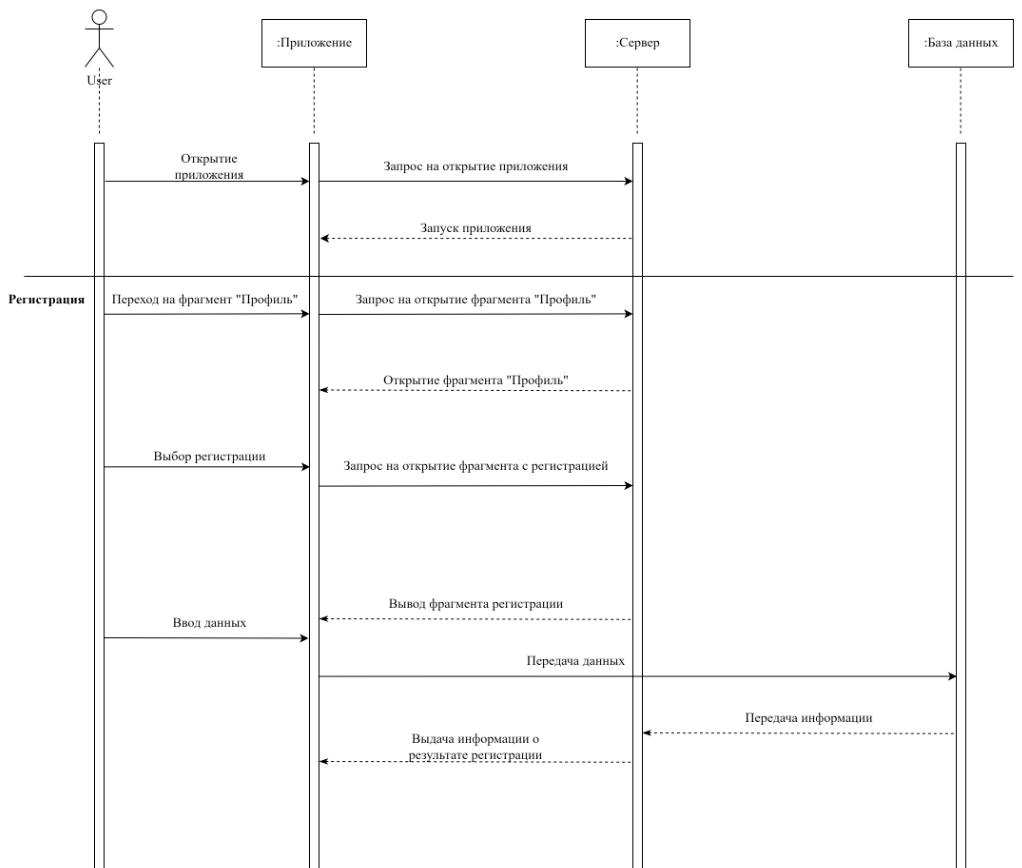 :Приложение
:Сервер
:База данных
User
Открытие
приложения
Запрос на открытие приложения
Запуск приложения
Регистрация
Переход на фрагмент "Профиль"
Запрос на открытие фрагмента "Профиль"
Открытие фрагмента "Профиль"
Выбор регистрации
Запрос на открытие фрагмента с регистрацией
Вывод фрагмента регистрации
Ввод данных
Передача данных
Передача информации
Выдача информации о
результате регистрации